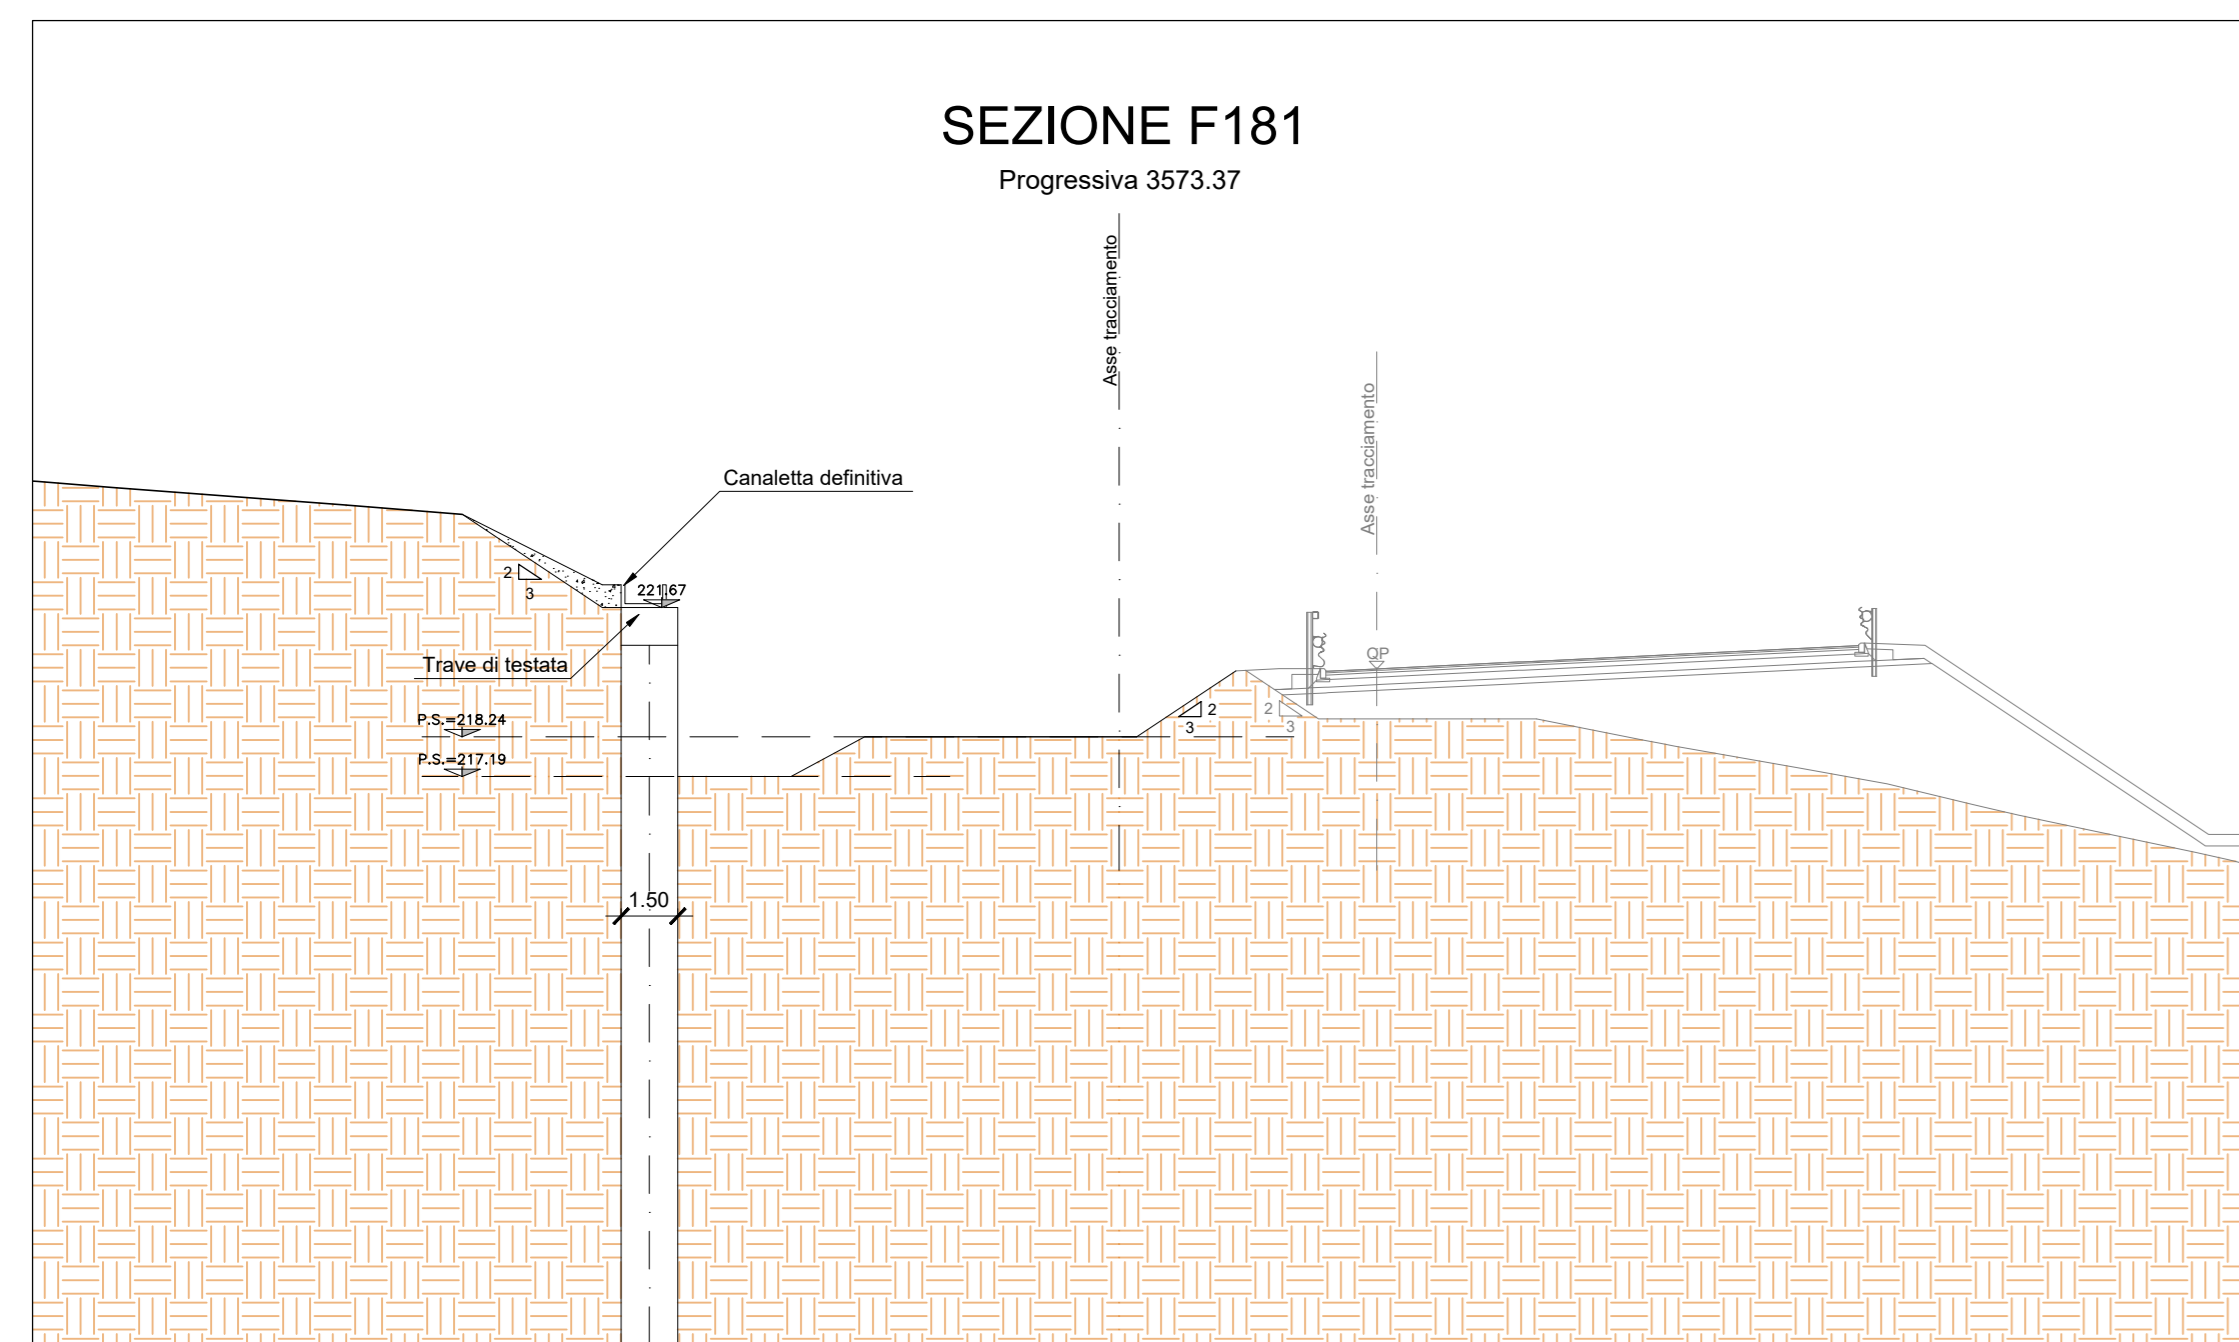 SEZIONE F181
Progressiva 3573.37
Asse tracciamento
Asse tracciamento
Canaletta definitiva
2
3
221.67
Trave di testata
QP
P.S.=218.24
2
3
2
3
P.S.=217.19
1.50